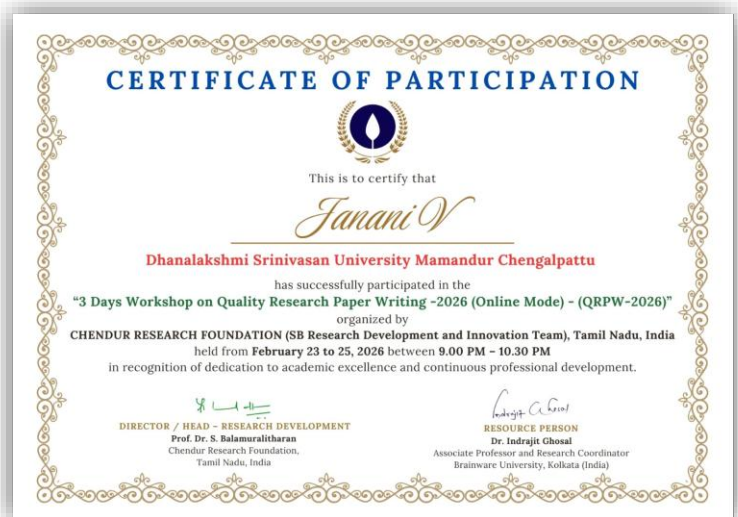 CERTIFICATE OF PARTICIPATION
This is to certify that
Janani V
Dhanalakshmi Srinivasan University Mamandur Chengalpattu
has successfully participated in the
“3 Days Workshop on Quality Research Paper Writing -2026 (Online Mode) - (QRPW-2026)”
organized by
CHENDUR RESEARCH FOUNDATION (SB Research Development and Innovation Team), Tamil Nadu, India
held from February 23 to 25, 2026 between 9.00 PM – 10.30 PM
in recognition of dedication to academic excellence and continuous professional development.
DIRECTOR / HEAD – RESEARCH DEVELOPMENT
Prof. Dr. S. Balamuralitharan
Chendur Research Foundation,
Tamil Nadu, India
Indrajit Ghosal
RESOURCE PERSON
Dr. Indrajit Ghosal
Associate Professor and Research Coordinator
Brainware University, Kolkata (India)